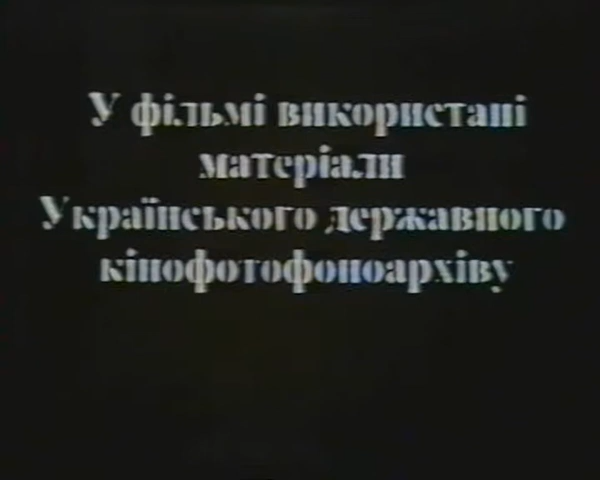 У фільмі використані
матеріали
Українського державного
кінофотофоноархіву